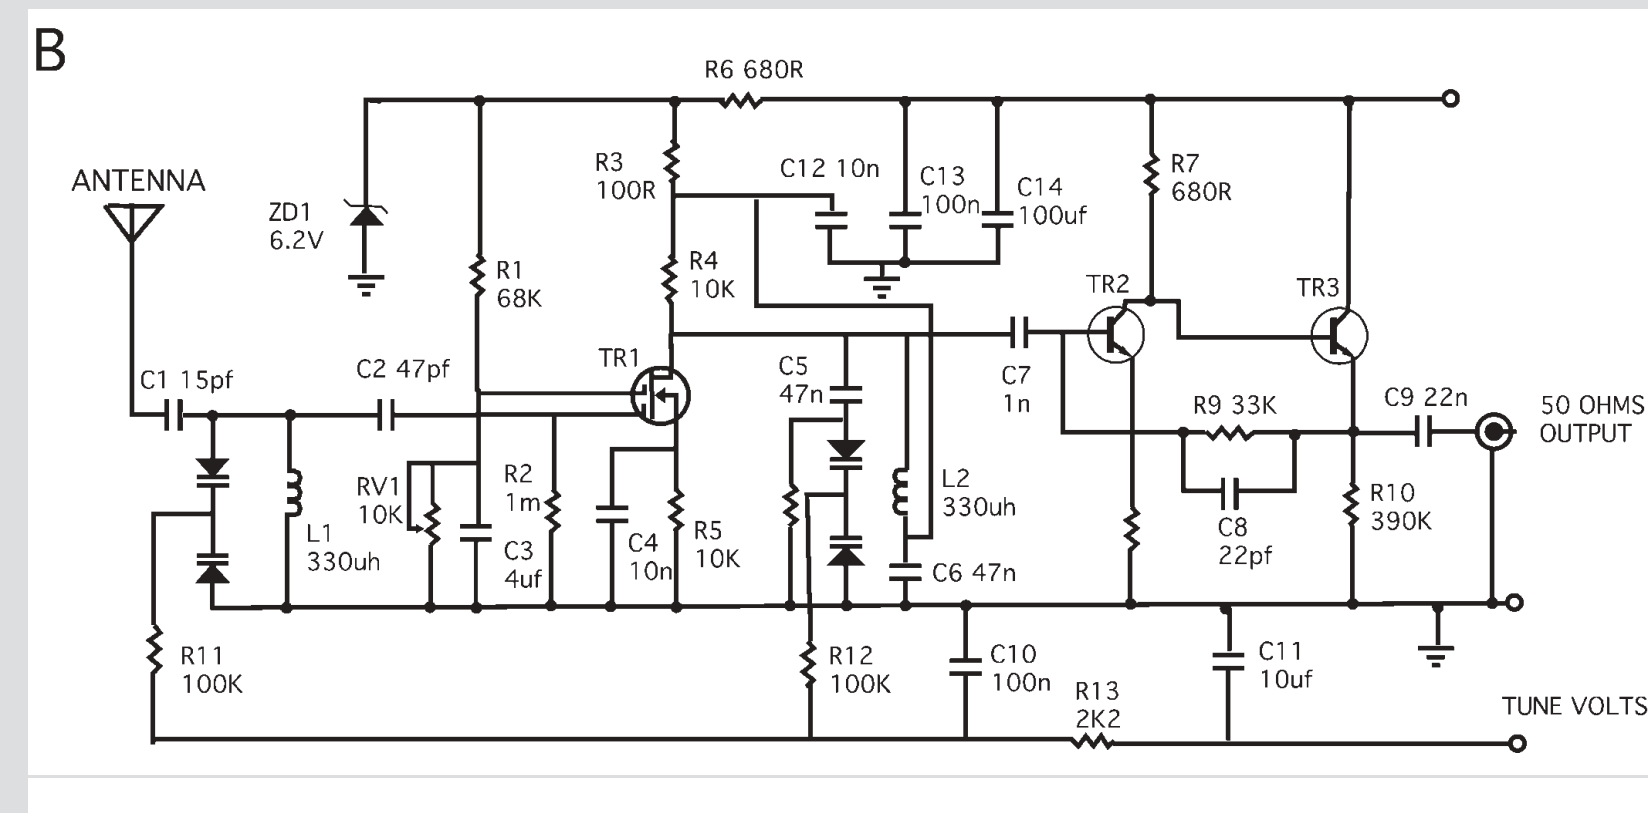 B
R6 680R
ANTENNA
ZD1
6.2V
R3
100R
C12 10n
C13
100n
C14
100uf
R7
680R
R1
68K
R4
10K
TR2
TR3
C1 15pf
C2 47pf
TR1
C5
47n
C7
1n
R9 33K
C9 22n
50 OHMS
OUTPUT
RV1
10K
R2
1m
L2
330uh
R10
390K
L1
330uh
C3
4uf
C4
10n
R5
10K
C8
22pf
C6 47n
R11
100K
R12
100K
C10
100n
R13
2K2
C11
10uf
TUNE VOLTS